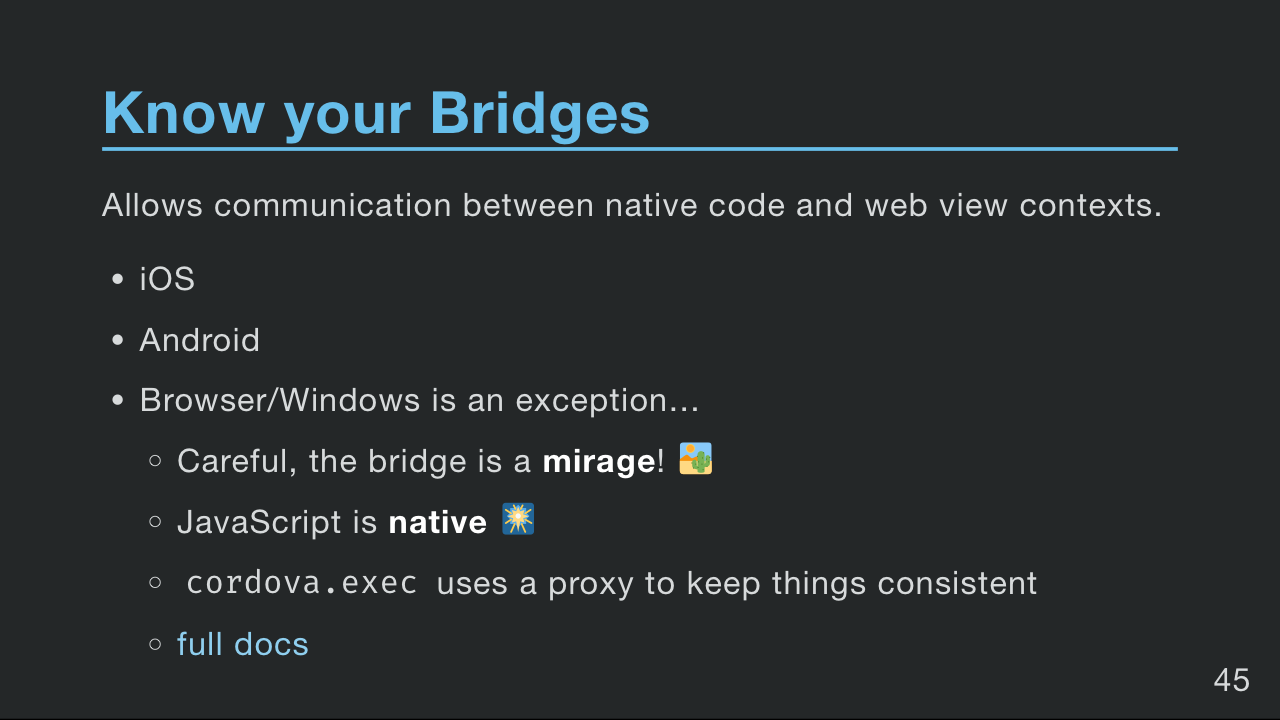 Know your Bridges
Allows communication between native code and web view contexts.
• iOS
• Android
• Browser/Windows is an exception…
○ Careful, the bridge is a mirage! 🏜️
○ JavaScript is native 🎇
○ cordova.exec uses a proxy to keep things consistent
○ full docs
45